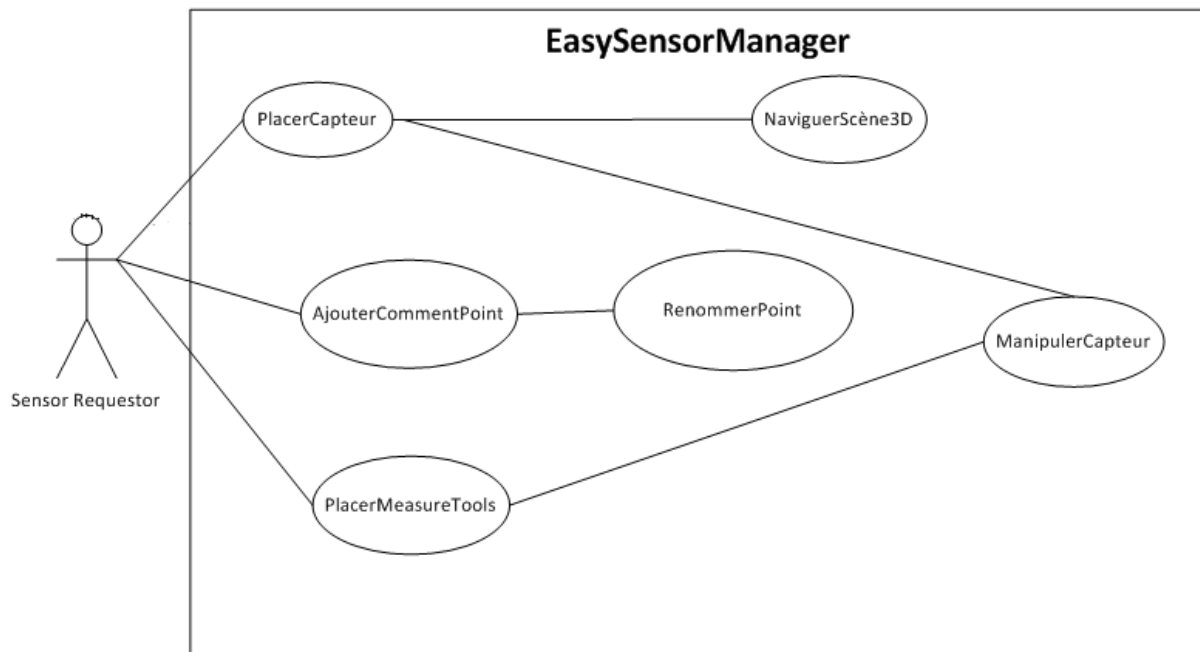 EasySensorManager
PlacerCapteur
NaviguerScène3D
AjouterCommentPoint
RenommerPoint
ManipulerCapteur
Sensor Requestor
PlacerMeasureTools